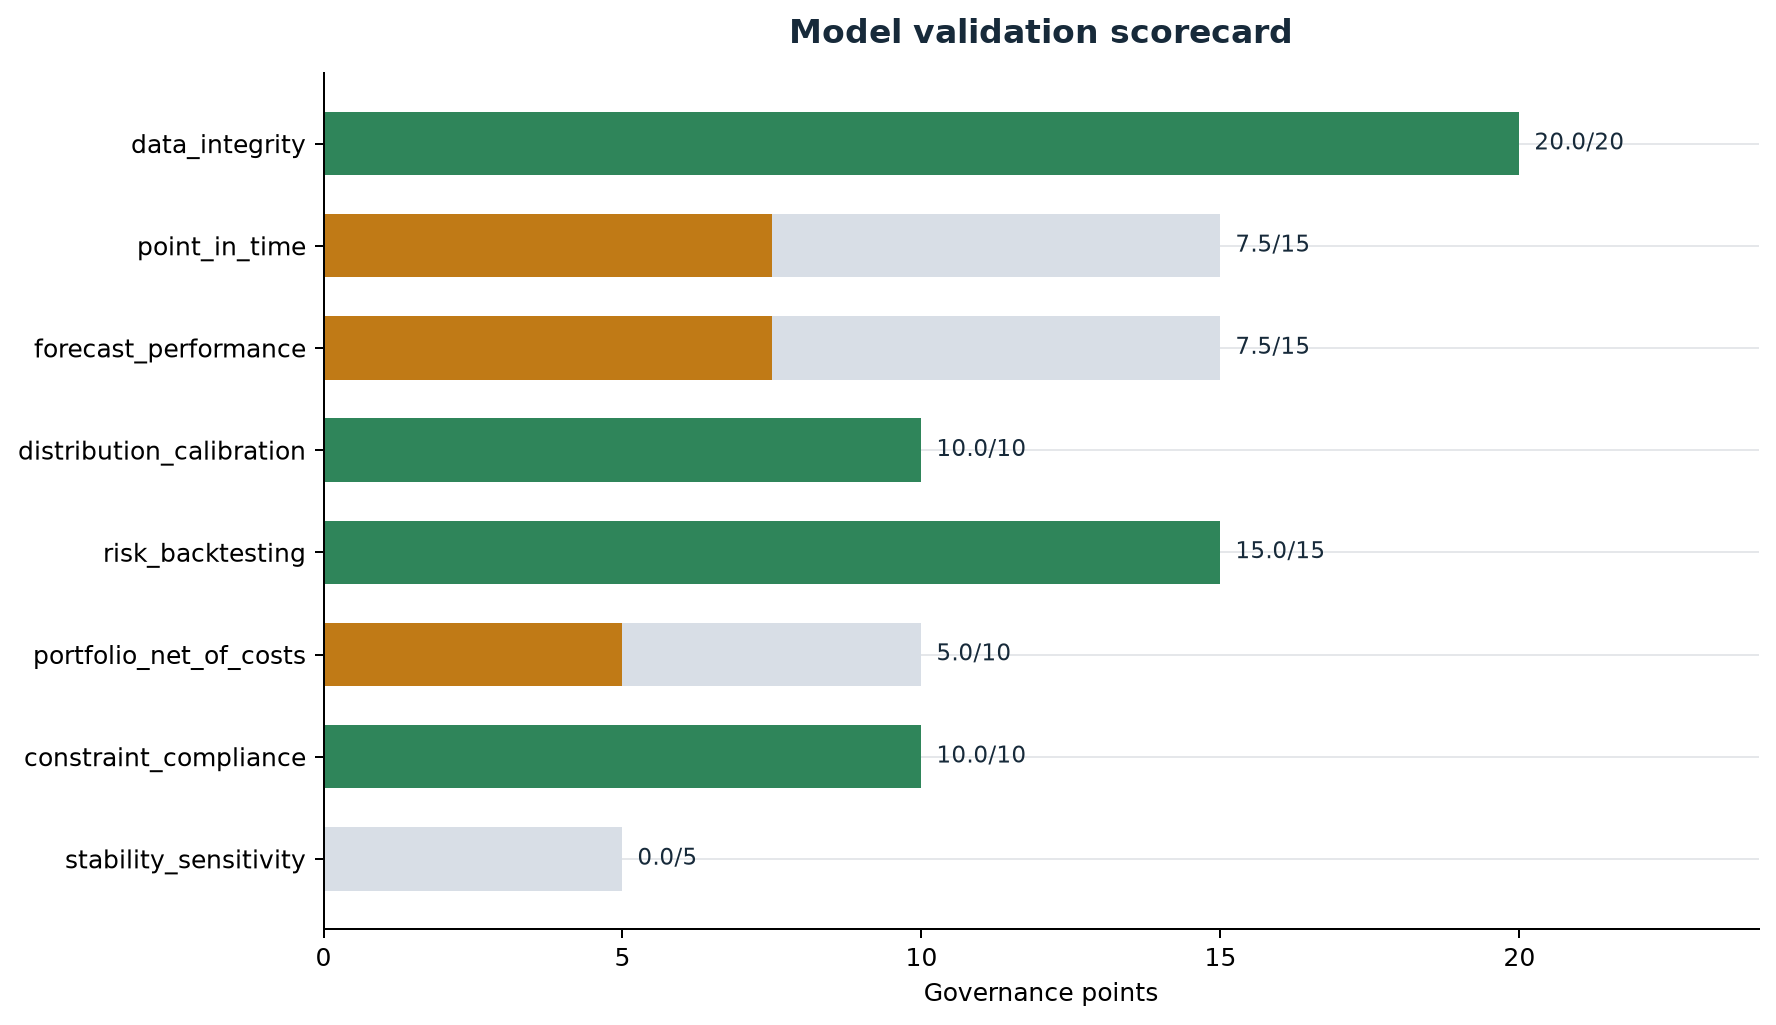 Model validation scorecard
data_integrity 20.0/20
point_in_time 7.5/15
forecast_performance 7.5/15
distribution_calibration 10.0/10
risk_backtesting 15.0/15
portfolio_net_of_costs 5.0/10
constraint_compliance 10.0/10
stability_sensitivity 0.0/5
0 5 10 15 20
Governance points